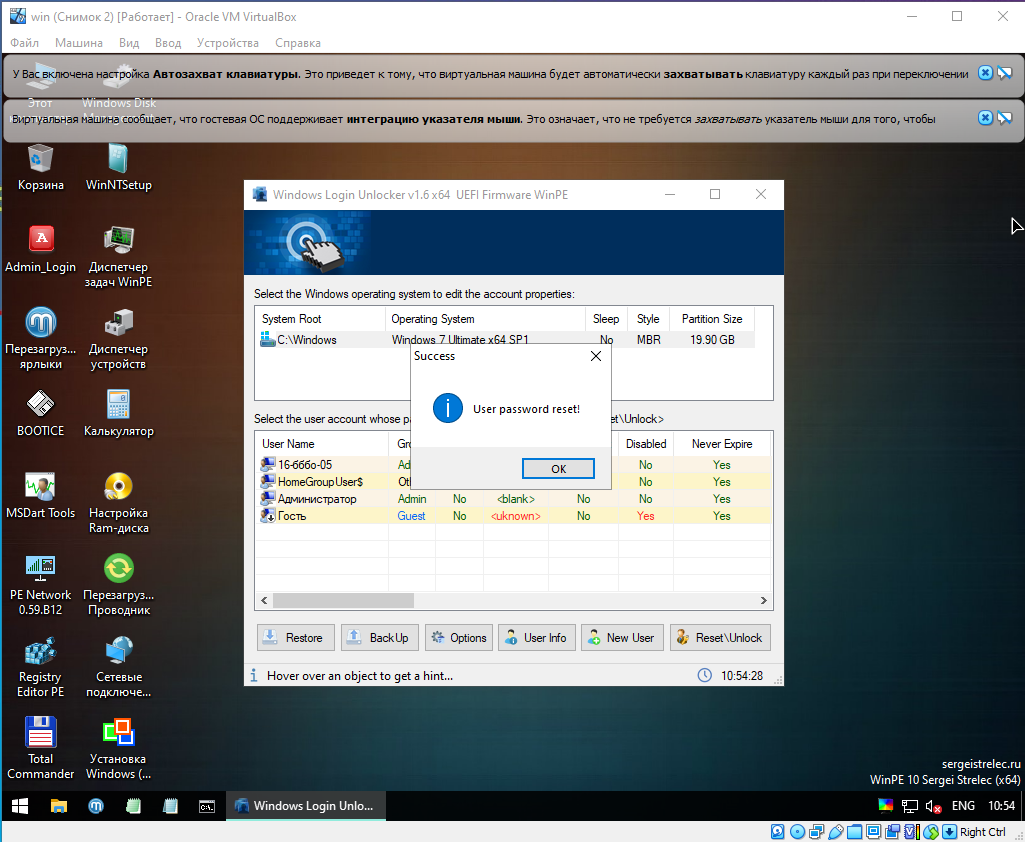 win (Снимок 2) [Работает] - Oracle VM VirtualBox
Файл Машина Вид Ввод Устройства Справка
У Вас включена настройка Автозахват клавиатуры. Это приведет к тому, что виртуальная машина будет автоматически захватывать клавиатуру каждый раз при переключении
Этот
Windows Disk
Виртуальная машина сообщает, что гостевая ОС поддерживает интеграцию указателя мыши. Это означает, что не требуется захватывать указатель мыши для того, чтобы
Корзина
WinNTSetup
Admin_Login
Диспетчер
задач WinPE
Перезагруз...
ярлыки
Диспетчер
устройств
BOOTICE
Калькулятор
MSDart Tools
Настройка
Ram-диска
PE Network
0.59.B12
Перезагруз...
Проводник
Registry
Editor PE
Сетевые
подключе...
Total
Commander
Установка
Windows (...
Windows Login Unlocker v1.6 x64 UEFI Firmware WinPE
Select the Windows operating system to edit the account properties:
System Root Operating System Sleep Style Partition Size
C:\Windows Windows 7 Ultimate x64 SP1 No MBR 19.90 GB
Success
User password reset!
OK
Select the user account whose pa et\Unlock>
User Name Gro Disabled Never Expire
16-бббо-05 Ad No Yes
HomeGroupUser$ Oth No Yes
Администратор Admin No <blank> No No Yes
Гость Guest No <uknown> No Yes Yes
Restore BackUp Options User Info New User Reset\Unlock
Hover over an object to get a hint... 10:54:28
sergeistrelec.ru
WinPE 10 Sergei Strelec (x64)
Windows Login Unlo... ENG 10:54
Right Ctrl